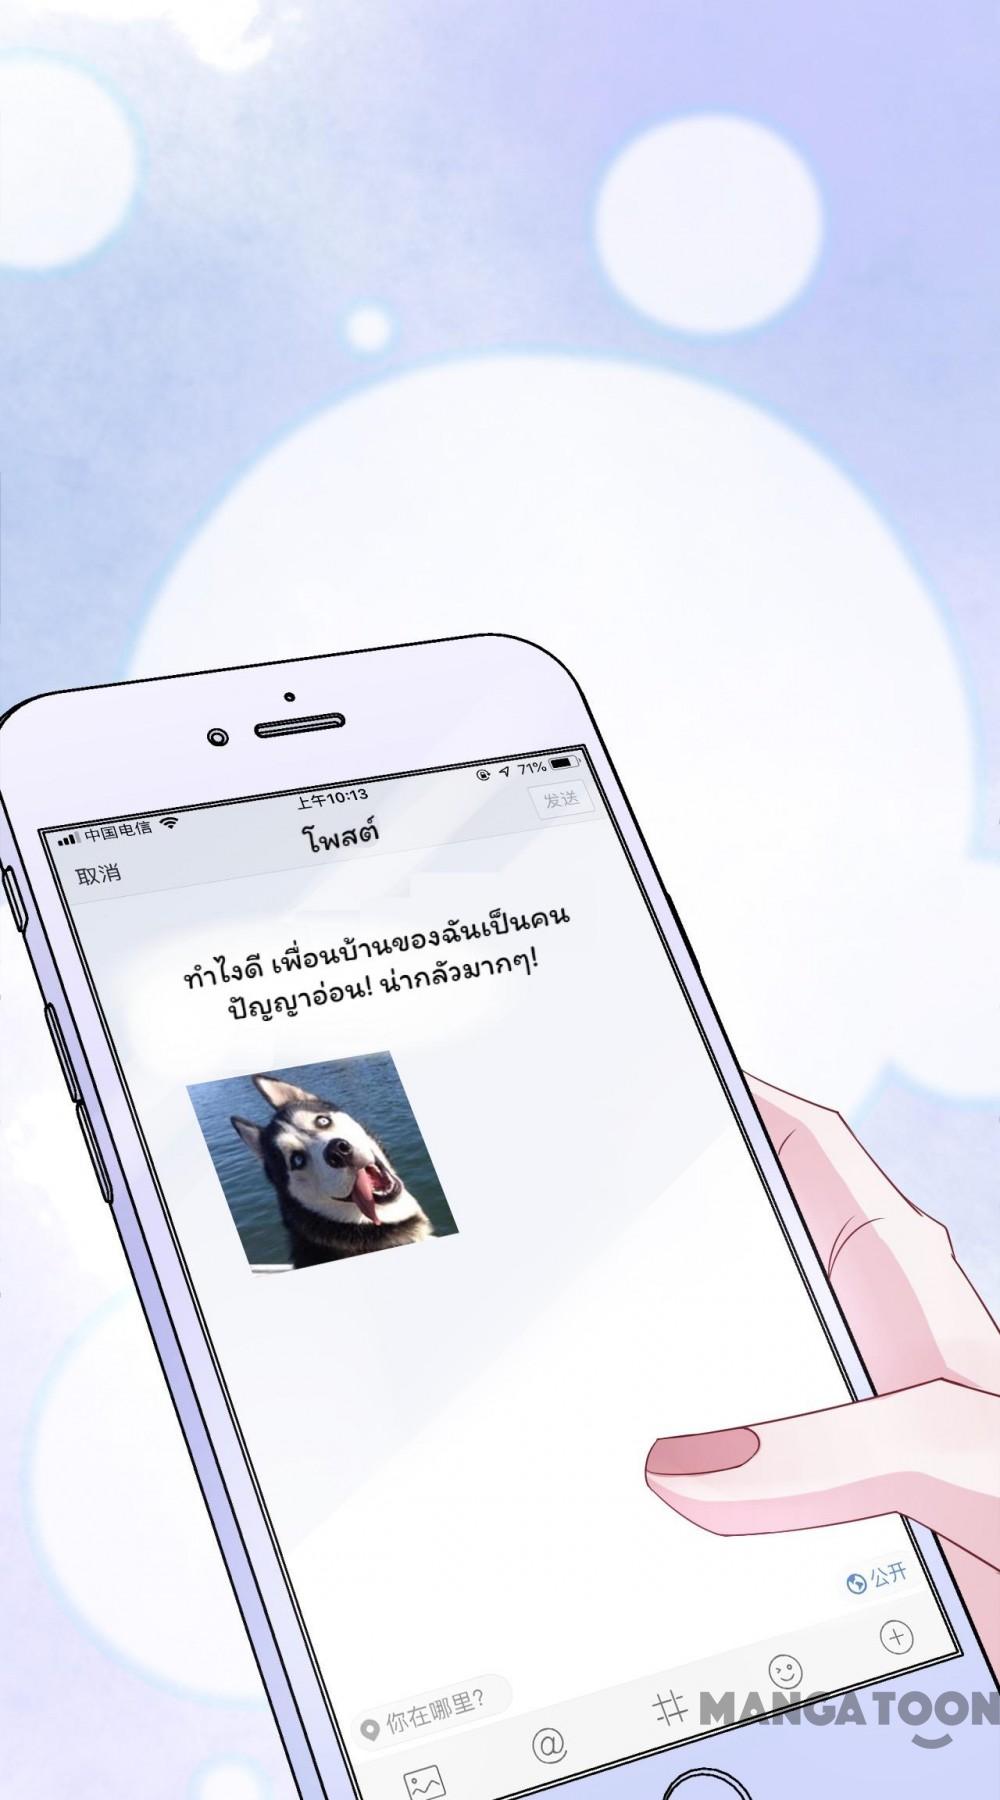 中国电信
上午10:13
71%
取消
โพสต์
发送
ทำไงดี เพื่อนบ้านของฉันเป็นคน
ปัญญาอ่อน! น่ากลัวมากๆ!
公开
你在哪里?
@
MANGATOON